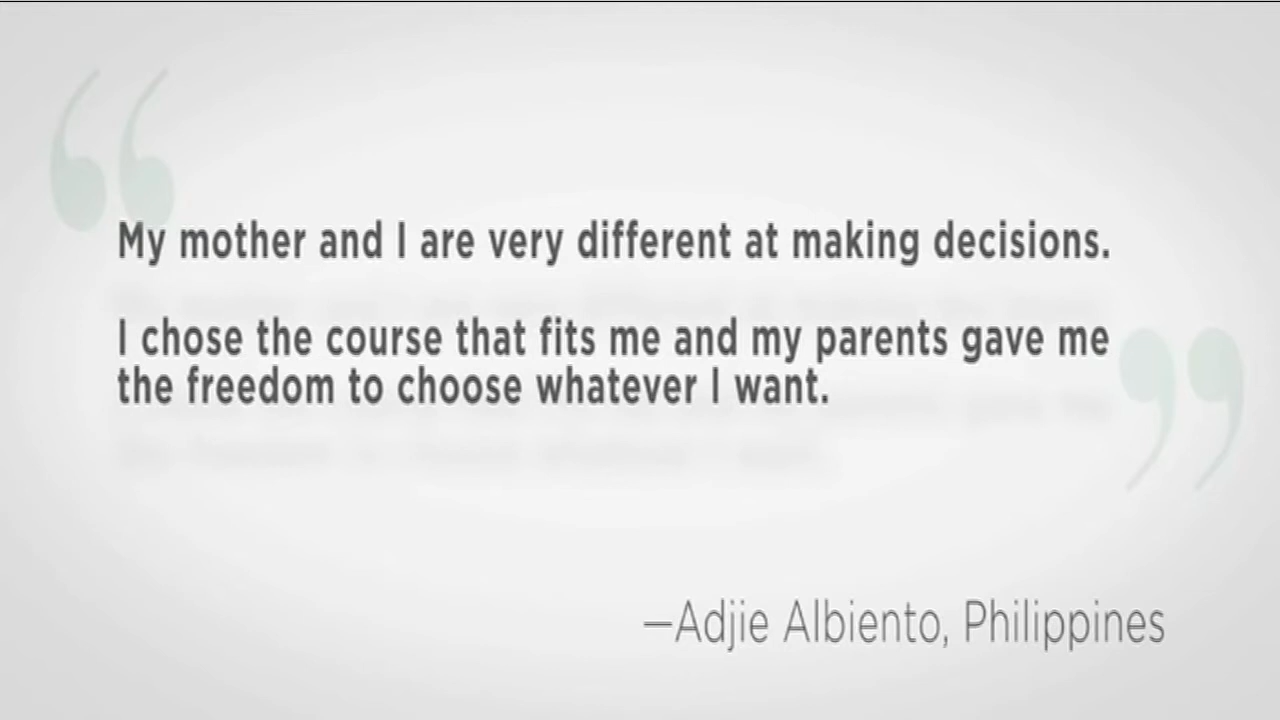 My mother and I are very different at making decisions.
I chose the course that fits me and my parents gave me
the freedom to choose whatever I want.
—Adjie Albiento, Philippines